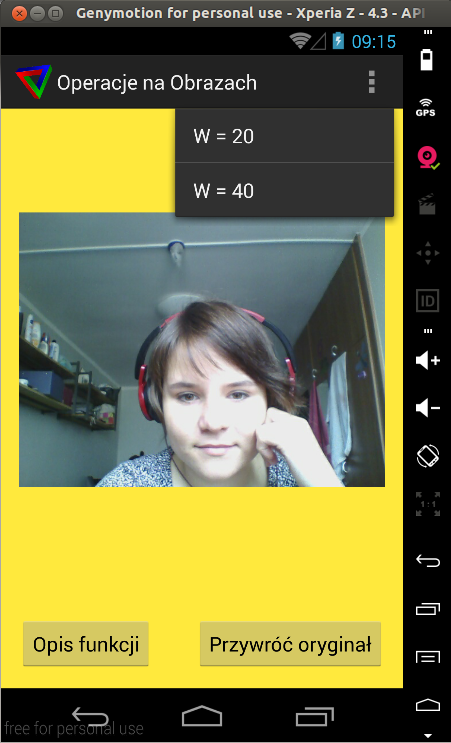 Genymotion for personal use - Xperia Z - 4.3 - API
09:15
GPS
Operacje na Obrazach
W = 20
W = 40
ID
1:1
Opis funkcji
Przywróć oryginał
free for personal use